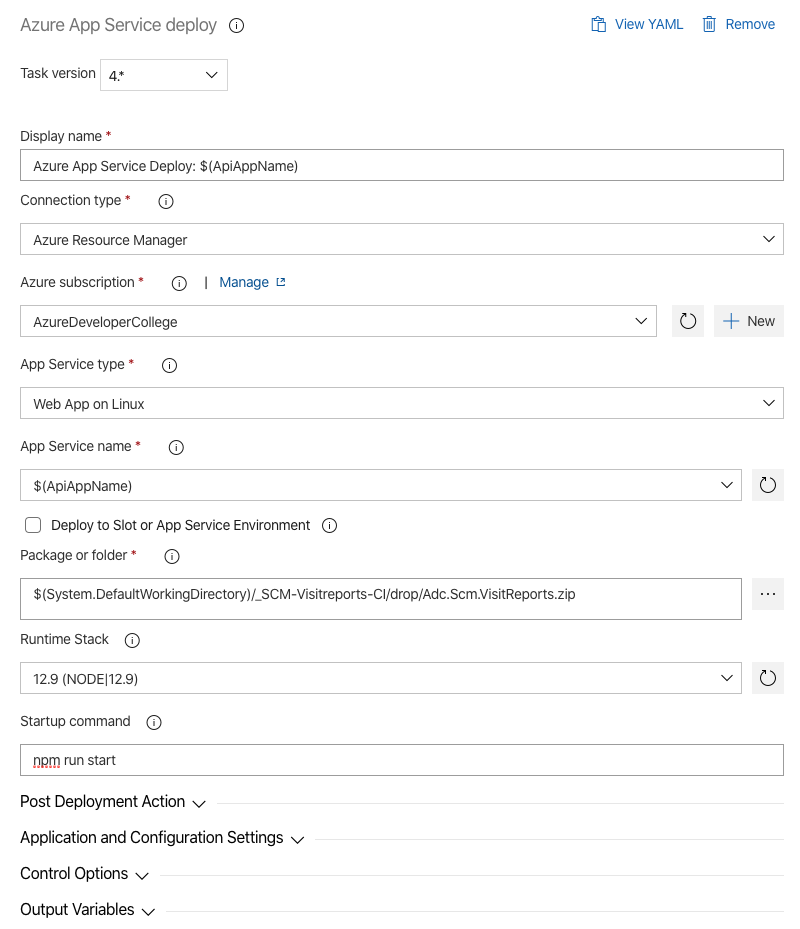 Azure App Service deploy
View YAML
Remove
Task version 4.*
Display name *
Azure App Service Deploy: $(ApiAppName)
Connection type *
Azure Resource Manager
Azure subscription * | Manage
AzureDeveloperCollege
New
App Service type *
Web App on Linux
App Service name *
$(ApiAppName)
Deploy to Slot or App Service Environment
Package or folder *
$(System.DefaultWorkingDirectory)/_SCM-Visitreports-CI/drop/Adc.Scm.VisitReports.zip
...
Runtime Stack
12.9 (NODE|12.9)
Startup command
npm run start
Post Deployment Action
Application and Configuration Settings
Control Options
Output Variables